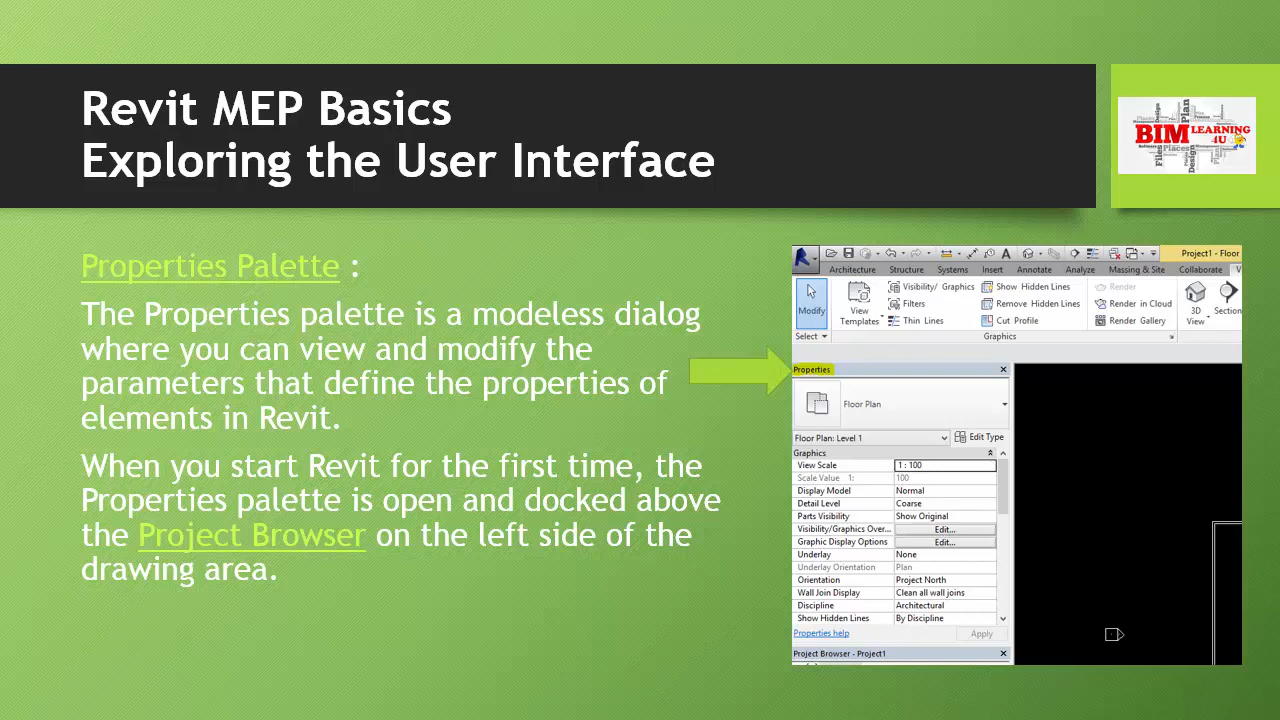 Revit MEP Basics
Exploring the User Interface
BIM LEARNING
4U
Properties Palette :
The Properties palette is a modeless dialog
where you can view and modify the
parameters that define the properties of
elements in Revit.
When you start Revit for the first time, the
Properties palette is open and docked above
the Project Browser on the left side of the
drawing area.
Project1 - Floor
Architecture Structure Systems Insert Annotate Analyze Massing & Site Collaborate
Modify
Select
View
Templates
Visibility/ Graphics
Filters
Thin Lines
Show Hidden Lines
Remove Hidden Lines
Cut Profile
Render
Render in Cloud
Render Gallery
3D
View
Section
Graphics
Properties
Floor Plan
Floor Plan: Level 1 Edit Type
Graphics
View Scale 1 : 100
Scale Value 1: 100
Display Model Normal
Detail Level Coarse
Parts Visibility Show Original
Visibility/Graphics Over... Edit...
Graphic Display Options Edit...
Underlay None
Underlay Orientation Plan
Orientation Project North
Wall Join Display Clean all wall joins
Discipline Architectural
Show Hidden Lines By Discipline
Properties help Apply
Project Browser - Project1